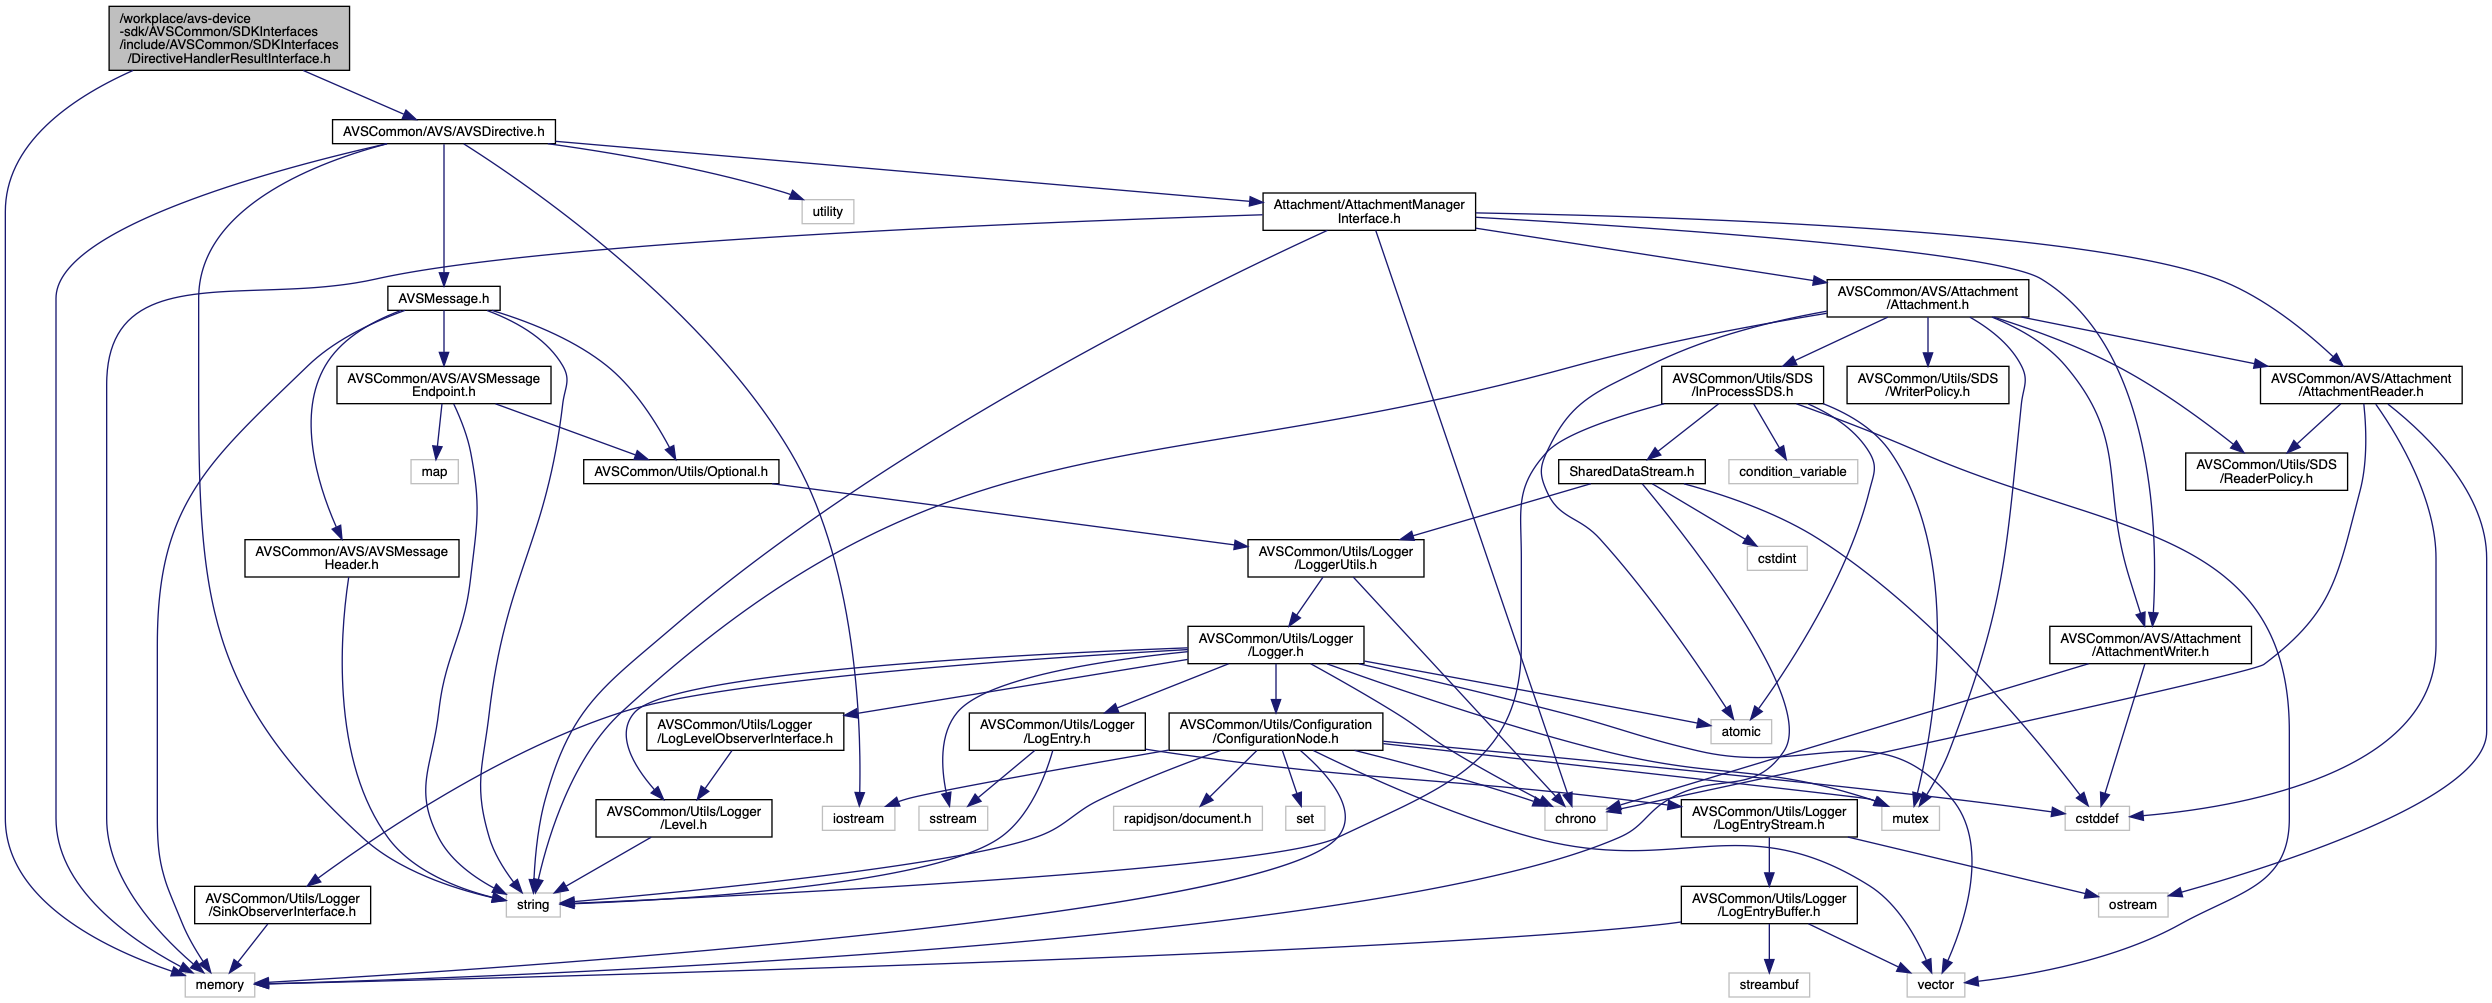 /workplace/avs-device
-sdk/AVSCommon/SDKInterfaces
/include/AVSCommon/SDKInterfaces
/DirectiveHandlerResultInterface.h
AVSCommon/AVS/AVSDirective.h
utility
Attachment/AttachmentManager
Interface.h
AVSMessage.h
AVSCommon/AVS/Attachment
/Attachment.h
AVSCommon/AVS/AVSMessage
Endpoint.h
AVSCommon/Utils/SDS
/InProcessSDS.h
AVSCommon/Utils/SDS
/WriterPolicy.h
AVSCommon/AVS/Attachment
/AttachmentReader.h
map
AVSCommon/Utils/Optional.h
SharedDataStream.h
condition_variable
AVSCommon/Utils/SDS
/ReaderPolicy.h
AVSCommon/AVS/AVSMessage
Header.h
AVSCommon/Utils/Logger
/LoggerUtils.h
cstdint
AVSCommon/Utils/Logger
/Logger.h
AVSCommon/AVS/Attachment
/AttachmentWriter.h
AVSCommon/Utils/Logger
/LogLevelObserverInterface.h
AVSCommon/Utils/Logger
/LogEntry.h
AVSCommon/Utils/Configuration
/ConfigurationNode.h
atomic
AVSCommon/Utils/Logger
/Level.h
iostream
sstream
rapidjson/document.h
set
chrono
AVSCommon/Utils/Logger
/LogEntryStream.h
mutex
cstddef
AVSCommon/Utils/Logger
/SinkObserverInterface.h
string
AVSCommon/Utils/Logger
/LogEntryBuffer.h
ostream
memory
streambuf
vector